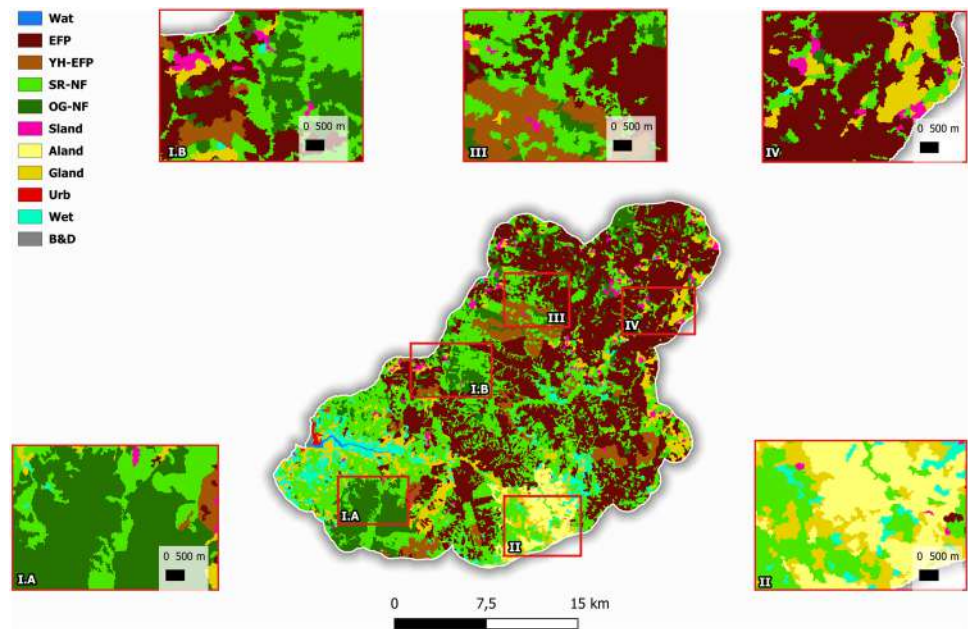 Wat
EFP
YH-EFP
SR-NF
OG-NF
Sland
Aland
Gland
Urb
Wet
B&D
0 500 m
I.B
0 500 m
III
0 500 m
IV
III
IV
I.B
I.A
II
0 500 m
I.A
0 500 m
II
0 7,5 15 km